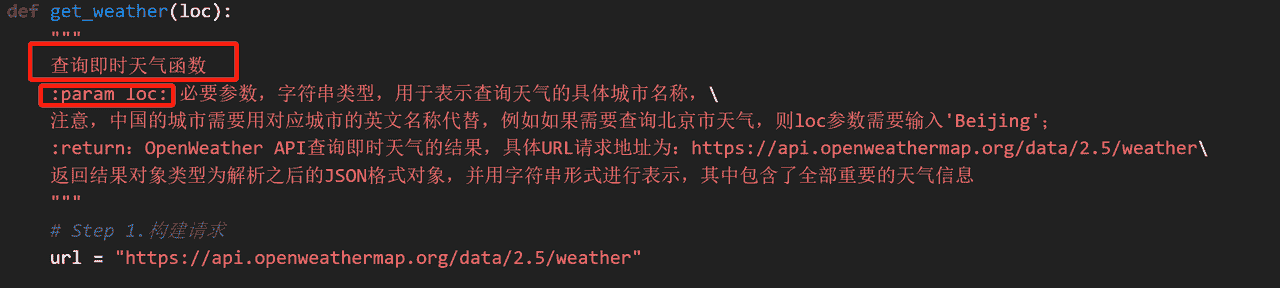 def get_weather(loc):
"""
查询即时天气函数
:param loc: 必要参数，字符串类型，用于表示查询天气的具体城市名称，\
注意，中国的城市需要用对应城市的英文名称代替，例如如果需要查询北京市天气，则loc参数需要输入'Beijing'；
:return：OpenWeather API查询即时天气的结果，具体URL请求地址为：https://api.openweathermap.org/data/2.5/weather\
返回结果对象类型为解析之后的JSON格式对象，并用字符串形式进行表示，其中包含了全部重要的天气信息
"""
# Step 1.构建请求
url = "https://api.openweathermap.org/data/2.5/weather"